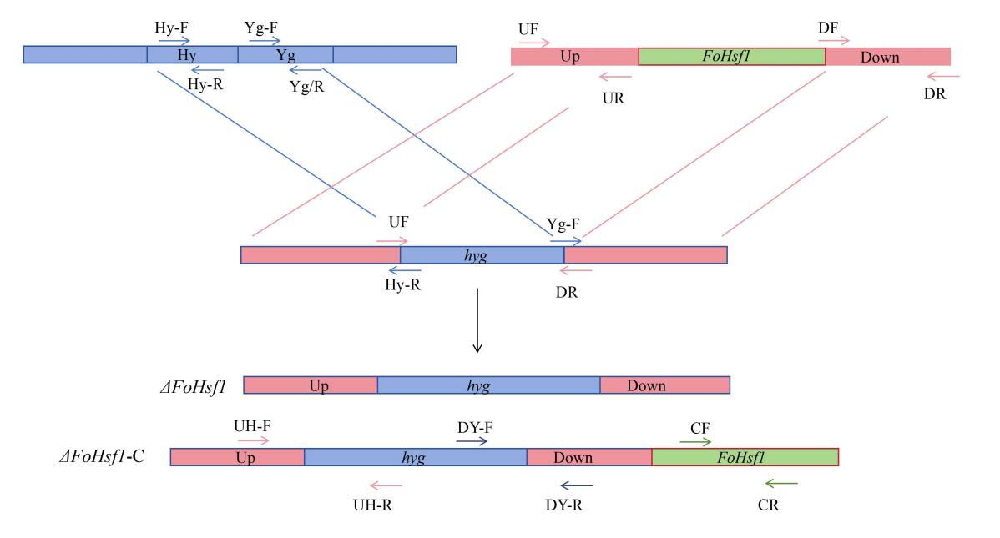 Hy-F
Yg-F
Hy
Yg
Hy-R
Yg/R
UF
DF
Up
FoHsf1
Down
UR
DR
UF
Yg-F
hyg
Hy-R
DR
ΔFoHsf1
Up
hyg
Down
UH-F
DY-F
CF
ΔFoHsf1-C
Up
hyg
Down
FoHsf1
UH-R
DY-R
CR